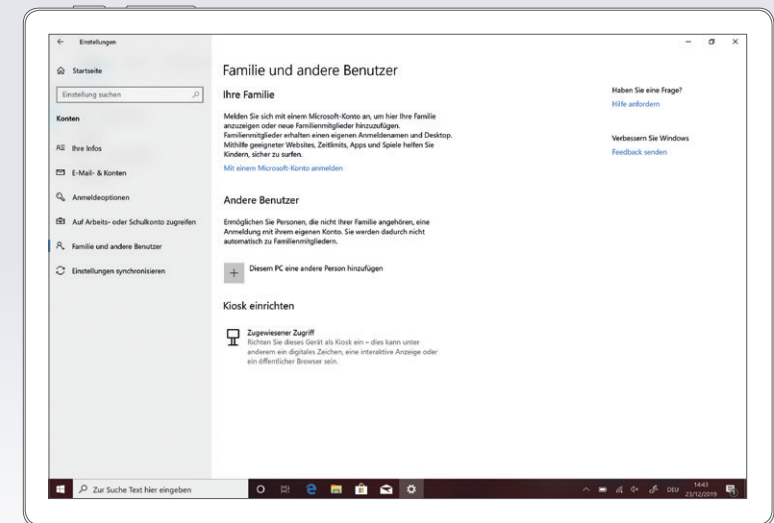 Einstellungen
Startseite
Einstellung suchen
Konten
Ihre Infos
E-Mail- & Konten
Anmeldeoptionen
Auf Arbeits- oder Schulkonto zugreifen
Familie und andere Benutzer
Einstellungen synchronisieren
Familie und andere Benutzer
Ihre Familie
Melden Sie sich mit einem Microsoft-Konto an, um hier Ihre Familie
anzuzeigen oder neue Familienmitglieder hinzuzufügen.
Familienmitglieder erhalten einen eigenen Anmeldenamen und Desktop.
Mithilfe geeigneter Websites, Zeitlimits, Apps und Spiele helfen Sie
Kindern, sicher zu surfen.
Mit einem Microsoft-Konto anmelden
Andere Benutzer
Ermöglichen Sie Personen, die nicht Ihrer Familie angehören, eine
Anmeldung mit ihrem eigenen Konto. Sie werden dadurch nicht
automatisch zu Familienmitgliedern.
Diesem PC eine andere Person hinzufügen
Kiosk einrichten
Zugewiesener Zugriff
Richten Sie dieses Gerät als Kiosk ein – dies kann unter
anderem ein digitales Zeichen, eine interaktive Anzeige oder
ein öffentlicher Browser sein.
Haben Sie eine Frage?
Hilfe anfordern
Verbessern Sie Windows
Feedback senden
Zur Suche Text hier eingeben
DEU
14:43
23/12/2019